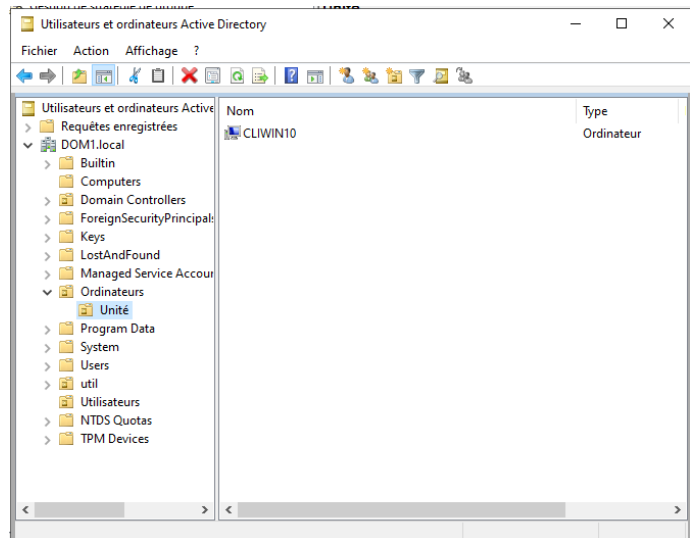 Utilisateurs et ordinateurs Active Directory
Fichier Action Affichage ?
Utilisateurs et ordinateurs Active
Requêtes enregistrées
DOM1.local
Builtin
Computers
Domain Controllers
ForeignSecurityPrincipals
Keys
LostAndFound
Managed Service Accour
Ordinateurs
Unité
Program Data
System
Users
util
Utilisateurs
NTDS Quotas
TPM Devices
Nom Type
CLIWIN10 Ordinateur